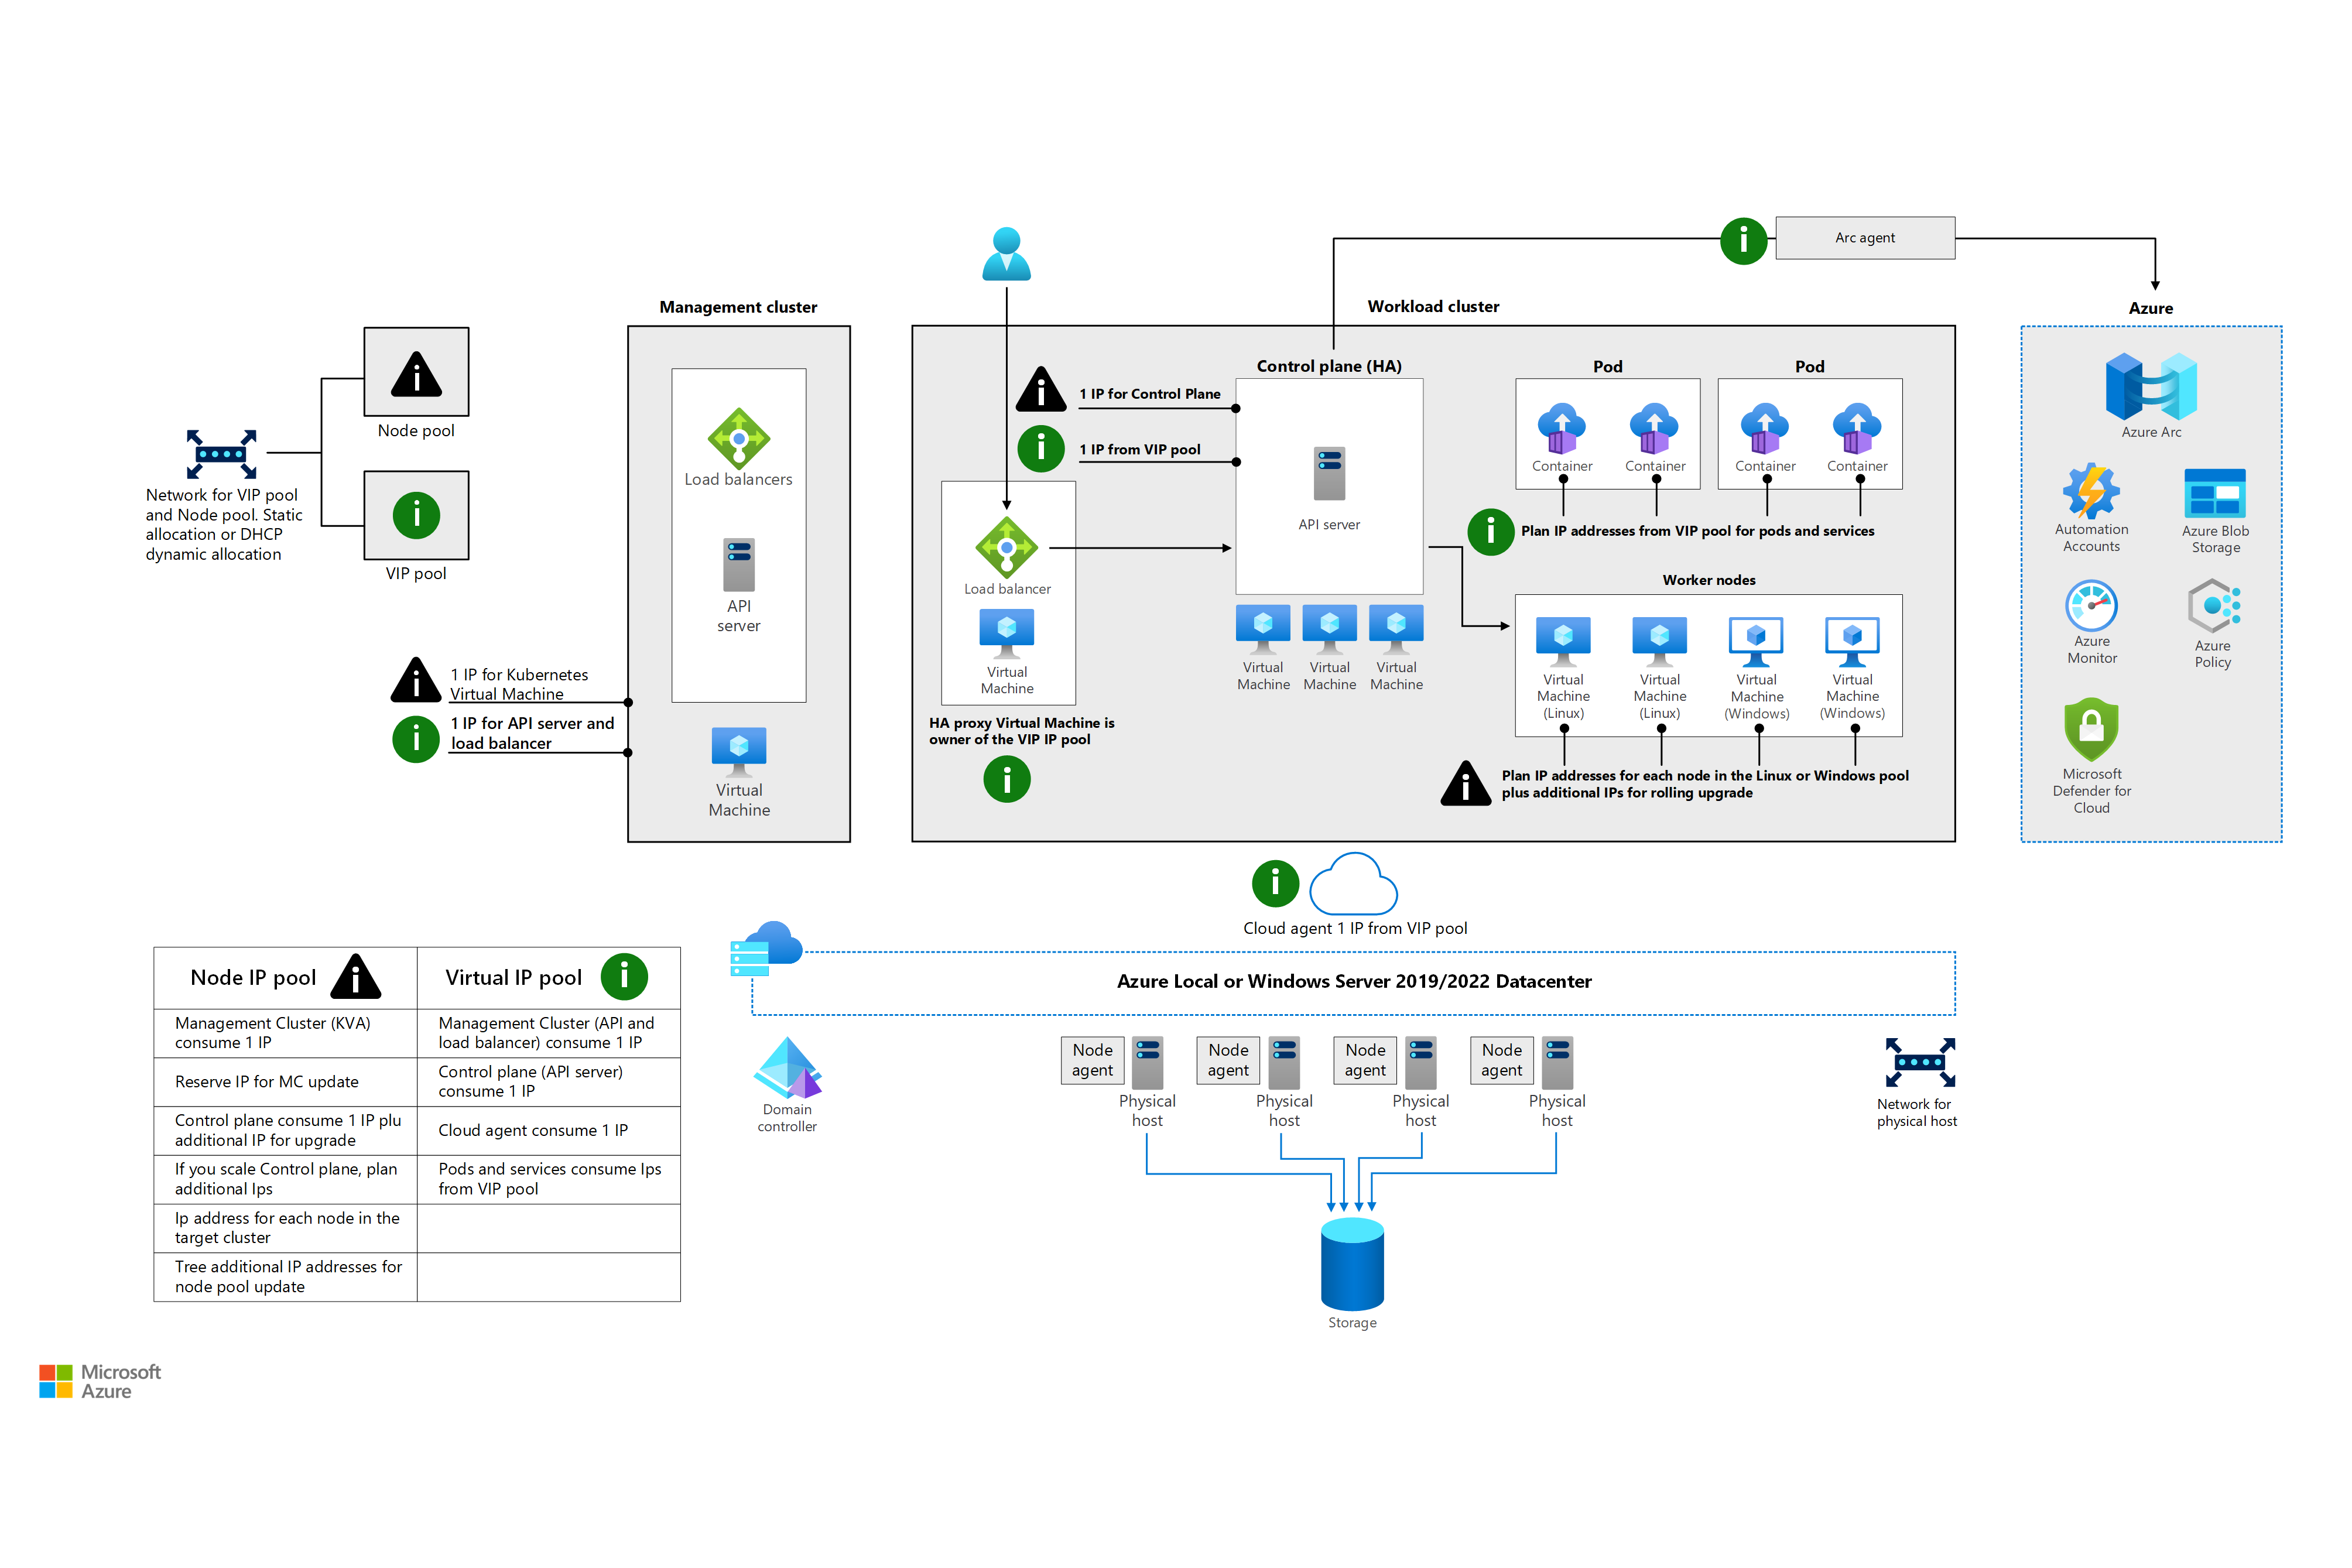 Arc agent
Management cluster
Workload cluster
Azure
Node pool
VIP pool
Network for VIP pool
and Node pool. Static
allocation or DHCP
dynamic allocation
Load balancers
API
server
1 IP for Kubernetes
Virtual Machine
1 IP for API server and
load balancer
Virtual
Machine
1 IP for Control Plane
1 IP from VIP pool
Load balancer
Virtual
Machine
HA proxy Virtual Machine is
owner of the VIP IP pool
Control plane (HA)
API server
Virtual
Machine
Virtual
Machine
Virtual
Machine
Pod
Container
Container
Pod
Container
Container
Plan IP addresses from VIP pool for pods and services
Worker nodes
Virtual
Machine
(Linux)
Virtual
Machine
(Linux)
Virtual
Machine
(Windows)
Virtual
Machine
(Windows)
Plan IP addresses for each node in the Linux or Windows pool
plus additional IPs for rolling upgrade
Azure Arc
Automation
Accounts
Azure Blob
Storage
Azure
Monitor
Azure
Policy
Microsoft
Defender for
Cloud
Cloud agent 1 IP from VIP pool
Azure Local or Windows Server 2019/2022 Datacenter
Domain
controller
Node
agent
Physical
host
Node
agent
Physical
host
Node
agent
Physical
host
Node
agent
Physical
host
Network for
physical host
Storage
Node IP pool
Virtual IP pool
Management Cluster (KVA)
consume 1 IP
Management Cluster (API and
load balancer) consume 1 IP
Reserve IP for MC update
Control plane (API server)
consume 1 IP
Control plane consume 1 IP plu
additional IP for upgrade
Cloud agent consume 1 IP
If you scale Control plane, plan
additional Ips
Pods and services consume Ips
from VIP pool
Ip address for each node in the
target cluster
Tree additional IP addresses for
node pool update
Microsoft
Azure